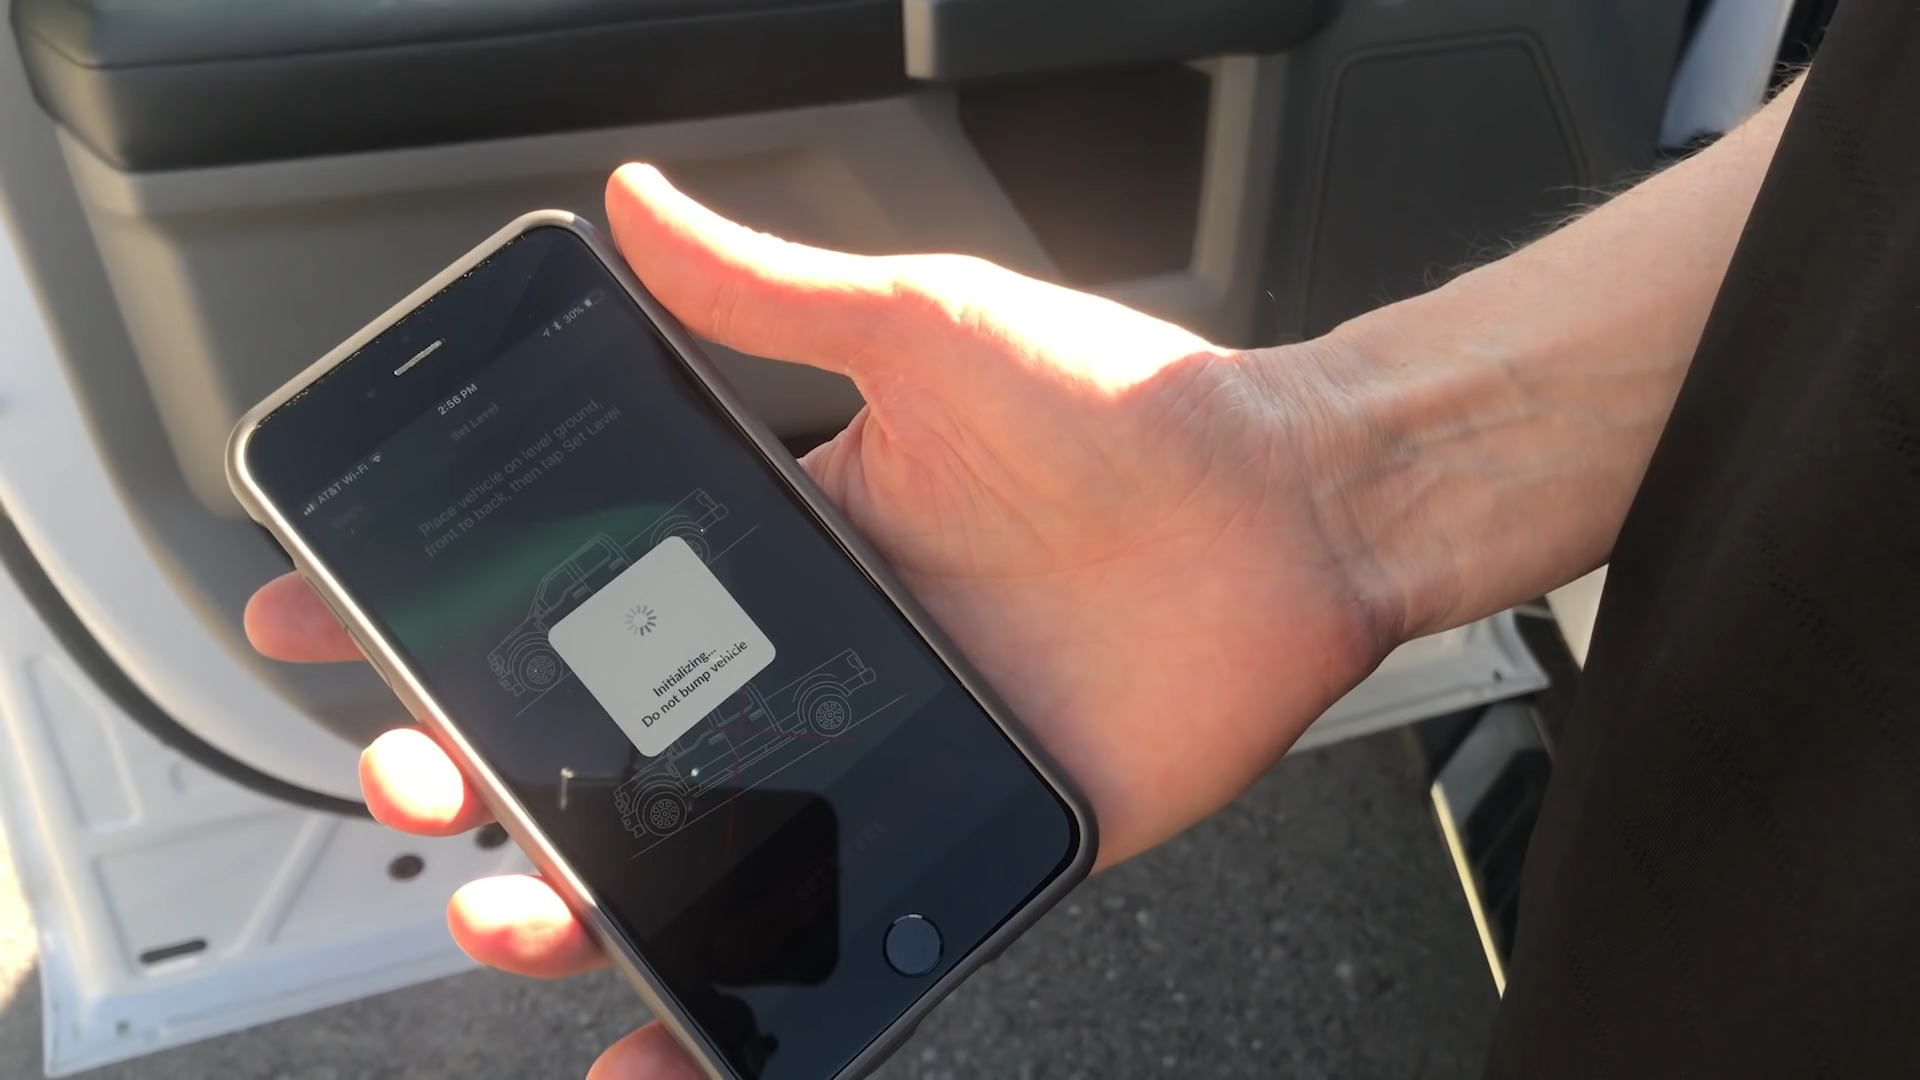 AT&T Wi-Fi
2:56 PM
30%
Back
Set Level
Place vehicle on level ground,
front to back, then tap Set Level
Initializing...
Do not bump vehicle